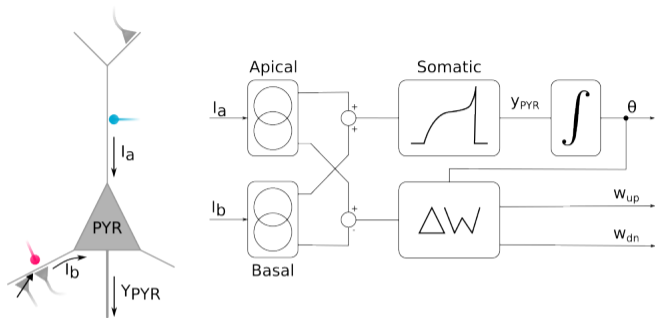 Apical
Somatic
Ia
yPYR
∫
θ
Ia
+
+
PYR
Ib
ΔW
+
-
wup
wdn
Ib
Basal
YPYR